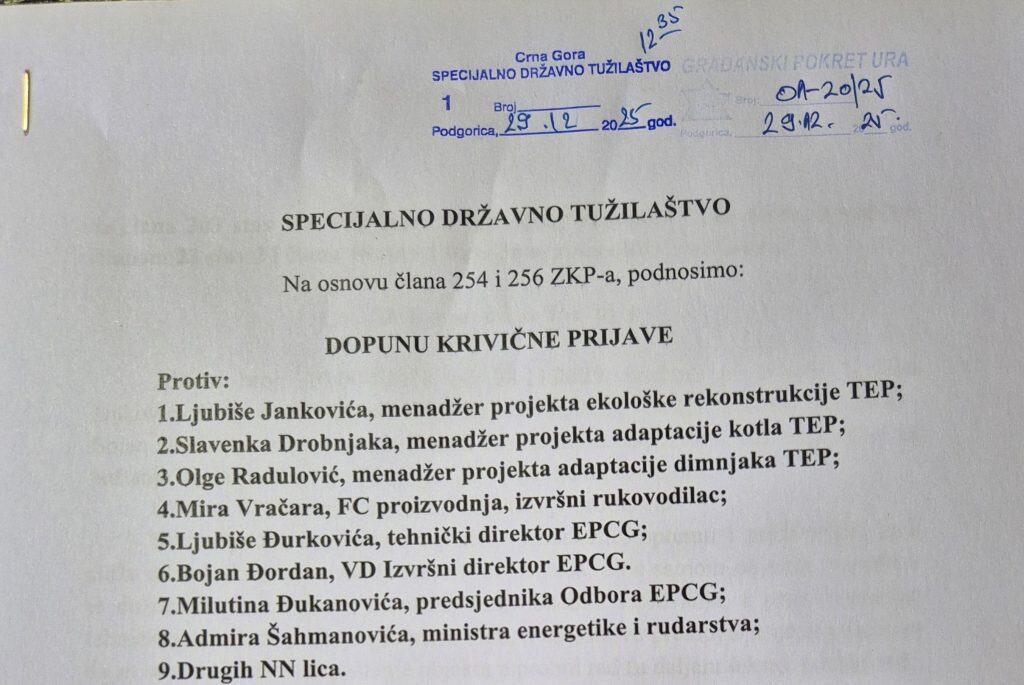 12 35
Crna Gora
SPECIJALNO DRŽAVNO TUŽILAŠTVO
1 Broj
Podgorica, 29.12 2025 god.
GRAĐANSKI POKRET URA
Broj: 01-20/25
Podgorica, 29.12. 2025. god.
SPECIJALNO DRŽAVNO TUŽILAŠTVO
Na osnovu člana 254 i 256 ZKP-a, podnosimo:
DOPUNU KRIVIČNE PRIJAVE
Protiv:
1.Ljubiše Jankovića, menadžer projekta ekološke rekonstrukcije TEP;
2.Slavenka Drobnjaka, menadžer projekta adaptacije kotla TEP;
3.Olge Radulović, menadžer projekta adaptacije dimnjaka TEP;
4.Mira Vračara, FC proizvodnja, izvršni rukovodilac;
5.Ljubiše Đurkovića, tehnički direktor EPCG;
6.Bojan Đordan, VD Izvršni direktor EPCG.
7.Milutina Đukanovića, predsjednika Odbora EPCG;
8.Admira Šahmanovića, ministra energetike i rudarstva;
9.Drugih NN lica.